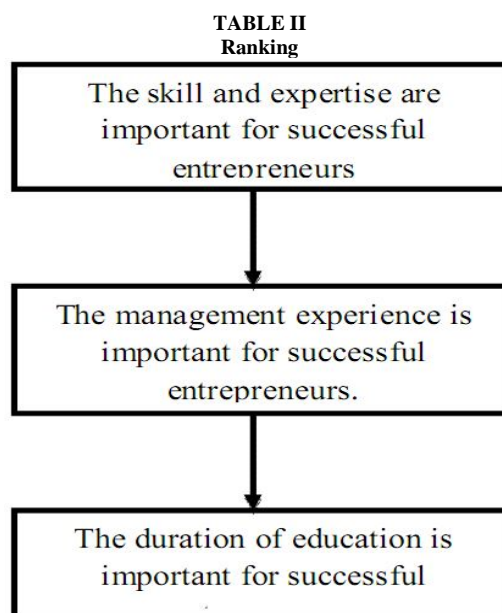 TABLE II
Ranking
The skill and expertise are
important for successful
entrepreneurs
The management experience is
important for successful
entrepreneurs.
The duration of education is
important for successful